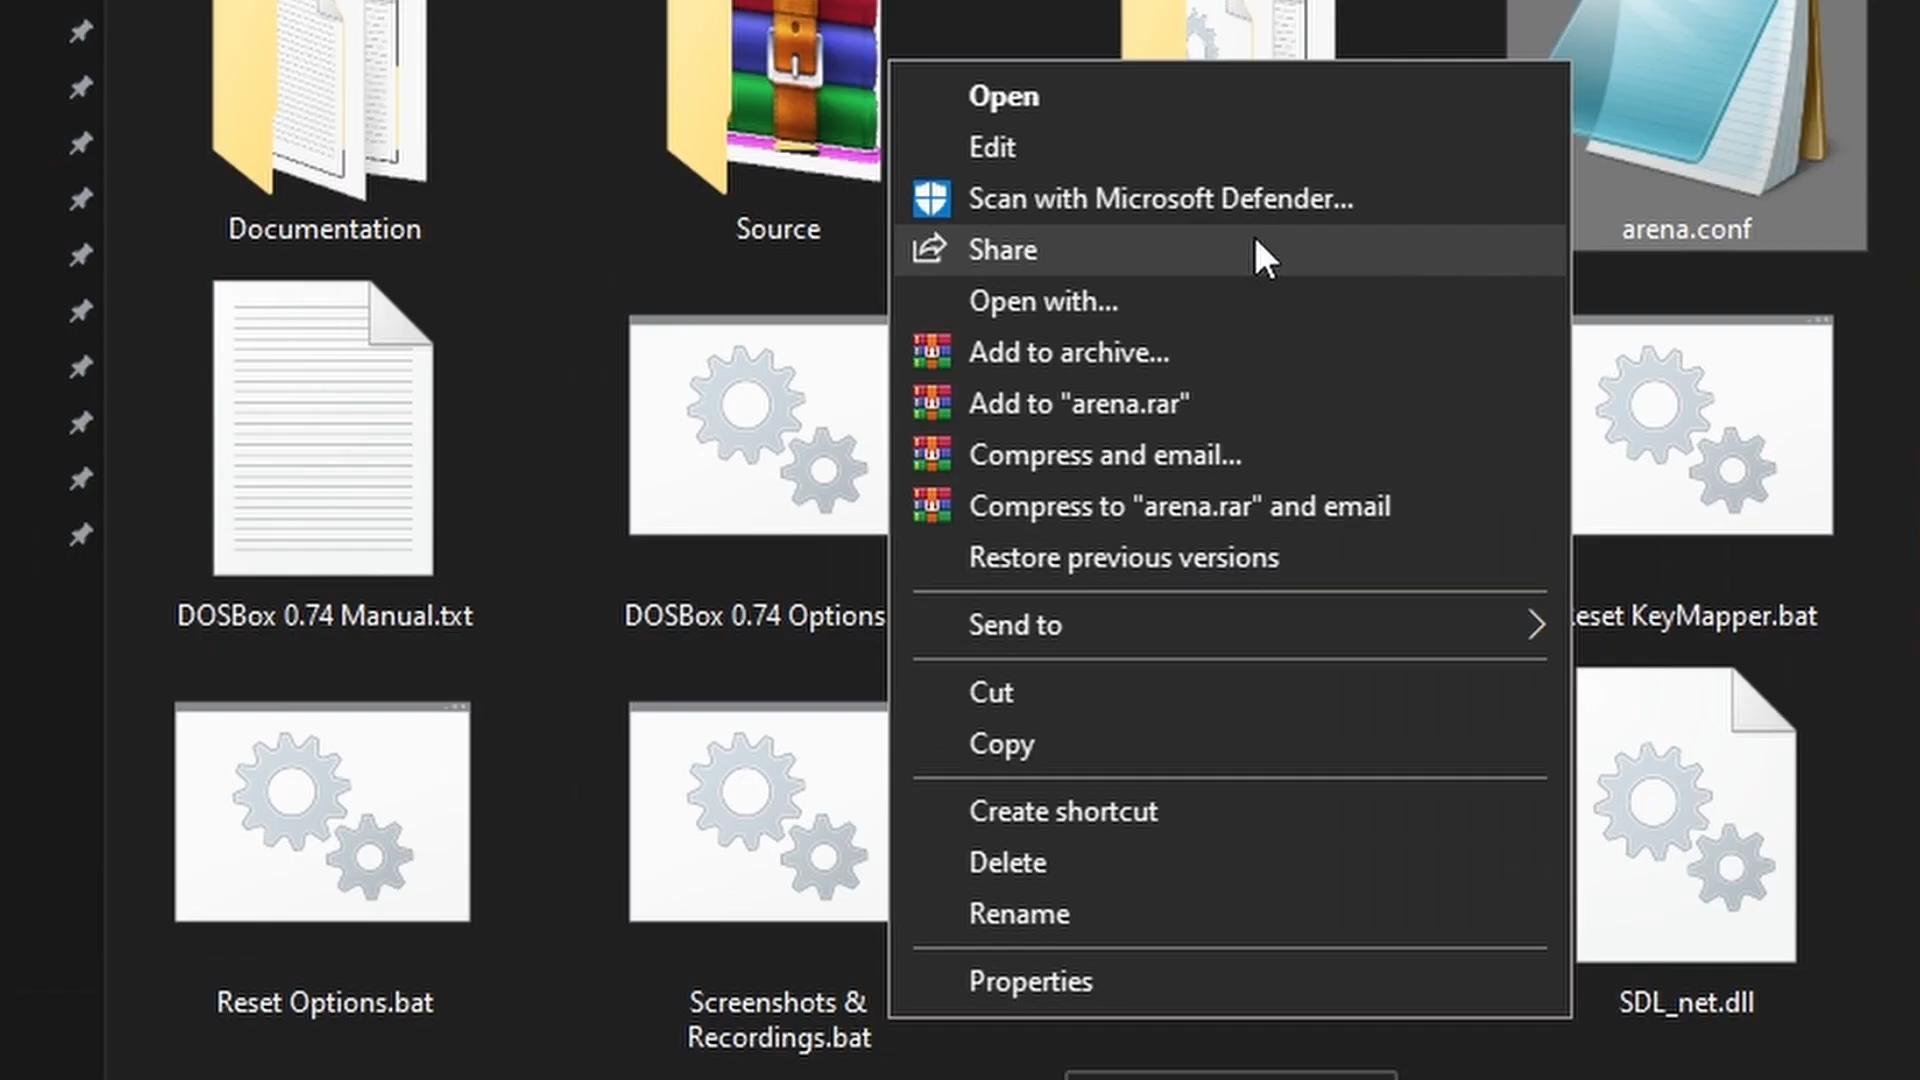 Documentation
Source
arena.conf
Open
Edit
Scan with Microsoft Defender...
Share
Open with...
Add to archive...
Add to "arena.rar"
Compress and email...
Compress to "arena.rar" and email
Restore previous versions
Send to
Cut
Copy
Create shortcut
Delete
Rename
Properties
DOSBox 0.74 Manual.txt
DOSBox 0.74 Options
eset KeyMapper.bat
Reset Options.bat
Screenshots &
Recordings.bat
SDL_net.dll